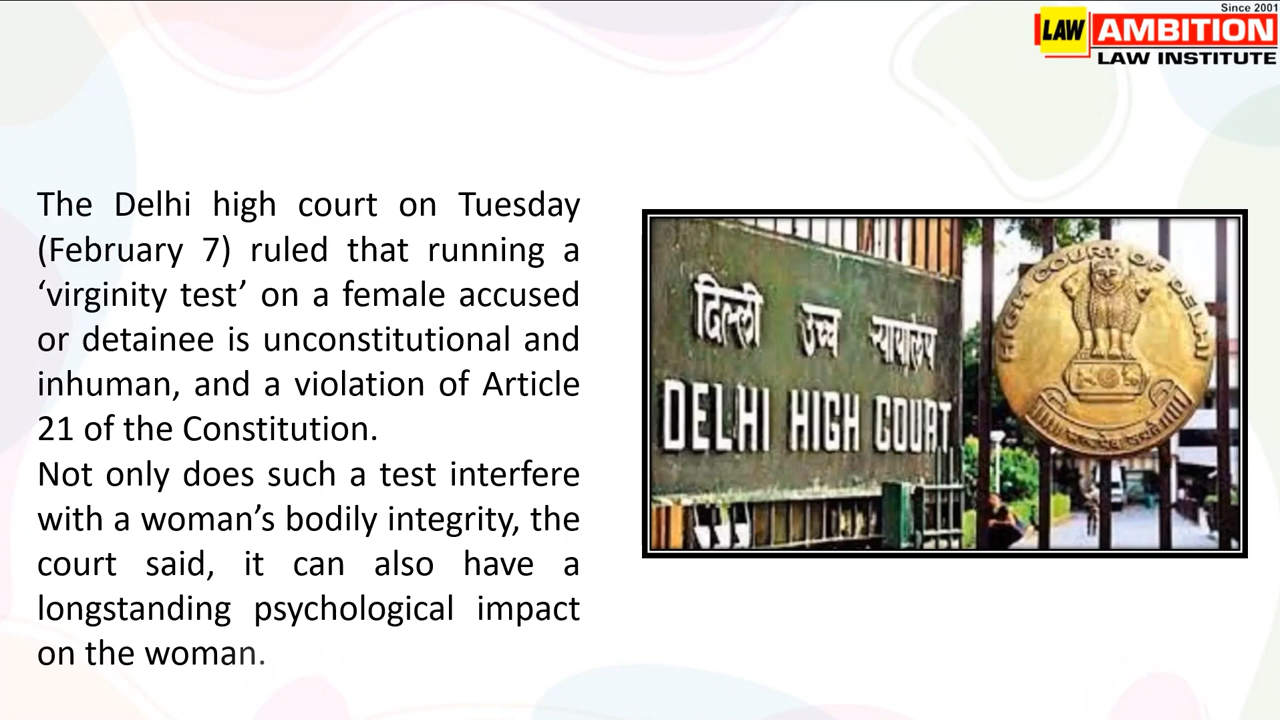 Since 2001
LAW AMBITION
LAW INSTITUTE
The Delhi high court on Tuesday
(February 7) ruled that running a
‘virginity test’ on a female accused
or detainee is unconstitutional and
inhuman, and a violation of Article
21 of the Constitution.
Not only does such a test interfere
with a woman’s bodily integrity, the
court said, it can also have a
longstanding psychological impact
on the woman.
दिल्ली उच्च न्यायालय
DELHI HIGH COURT
HIGH COURT OF DELHI